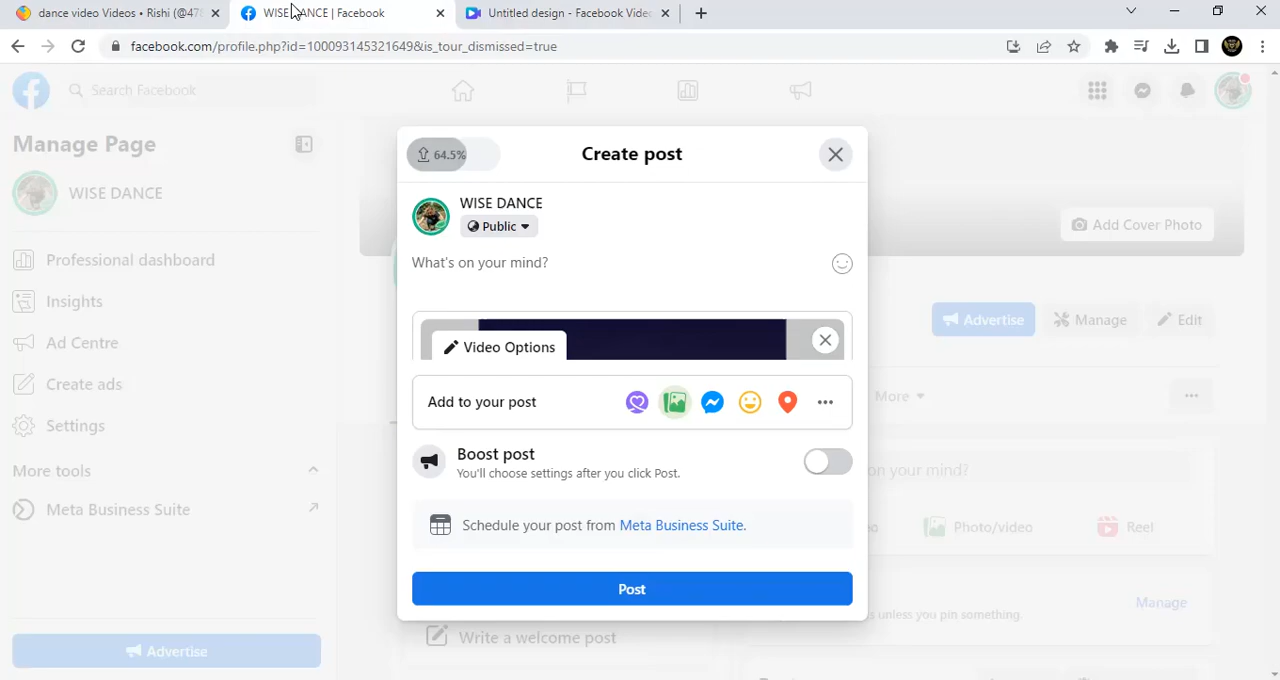 dance video Videos • Rishi (@47
WISE DANCE | Facebook
Untitled design - Facebook Vide
facebook.com/profile.php?id=100093145321649&is_tour_dismissed=true
Search Facebook
Manage Page
WISE DANCE
Professional dashboard
Insights
Ad Centre
Create ads
Settings
More tools
Meta Business Suite
Advertise
64.5%
Create post
WISE DANCE
Public
What's on your mind?
Video Options
Add to your post
Boost post
You'll choose settings after you click Post.
Schedule your post from Meta Business Suite.
Post
Write a welcome post
Add Cover Photo
Advertise
Manage
Edit
More
on your mind?
Photo/video
Reel
Manage
s unless you pin something.